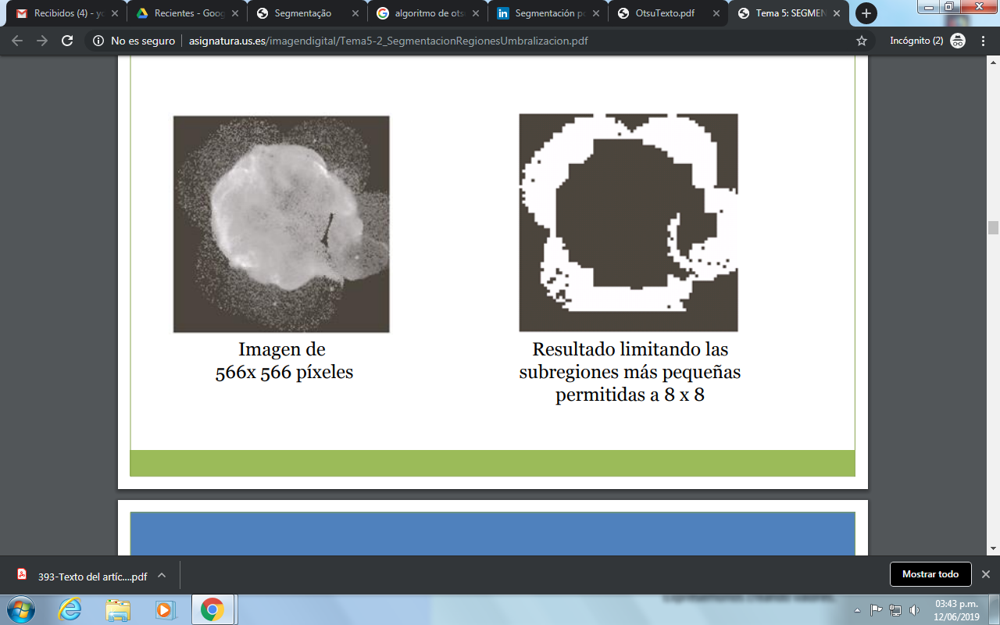 Recibidos (4) - yo
Recientes - Goog
Segmentação
algoritmo de otsu
Segmentación po
OtsuTexto.pdf
Tema 5: SEGMEN
No es seguro
asignatura.us.es/imagendigital/Tema5-2_SegmentacionRegionesUmbralizacion.pdf
Incógnito (2)
Imagen de
566x 566 píxeles
Resultado limitando las
subregiones más pequeñas
permitidas a 8 x 8
393-Texto del artíc....pdf
Mostrar todo
03:43 p.m.
12/06/2019